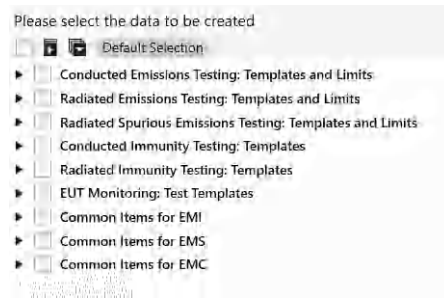 Please select the data to be created
Default Selection
Conducted Emissions Testing: Templates and Limits
Radiated Emissions Testing: Templates and Limits
Radiated Spurious Emissions Testing: Templates and Limits
Conducted Immunity Testing: Templates
Radiated Immunity Testing: Templates
EUT Monitoring: Test Templates
Common Items for EMI
Common Items for EMS
Common Items for EMC